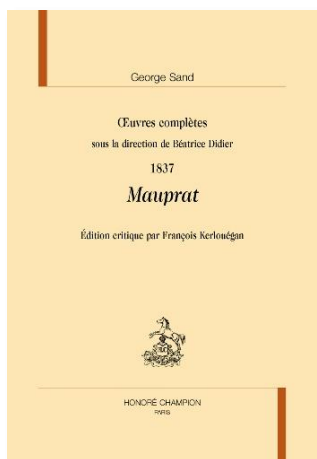 George Sand
Œuvres complètes
sous la direction de Béatrice Didier
1837
Mauprat
Édition critique par François Kerlouégan
HONORÉ CHAMPION
PARIS